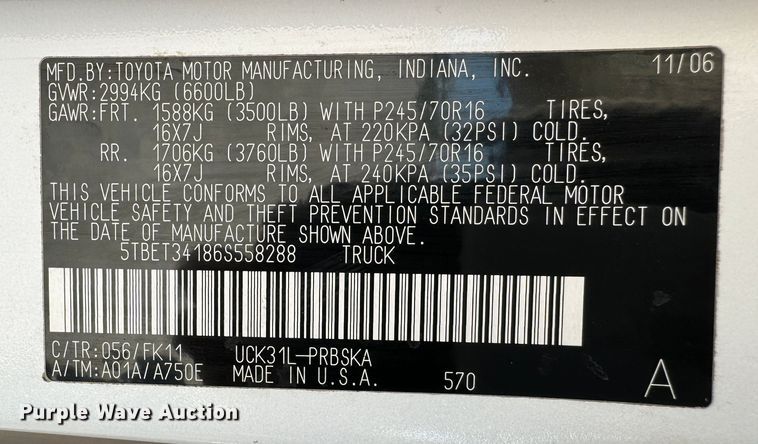 MFD.BY:TOYOTA MOTOR MANUFACTURING, INDIANA, INC. 11/06
GVWR:2994KG (6600LB)
GAWR:FRT. 1588KG (3500LB) WITH P245/70R16 TIRES,
16X7J RIMS, AT 220KPA (32PSI) COLD.
RR. 1706KG (3760LB) WITH P245/70R16 TIRES,
16X7J RIMS, AT 240KPA (35PSI) COLD.
THIS VEHICLE CONFORMS TO ALL APPLICABLE FEDERAL MOTOR
VEHICLE SAFETY AND THEFT PREVENTION STANDARDS IN EFFECT ON
THE DATE OF MANUFACTURE SHOWN ABOVE.
5TBET34186S558288 TRUCK
C/TR:056/FK11 UCK31L-PRBSKA
A/TM:A01A/A750E MADE IN U.S.A. 570 A
Purple Wave Auction